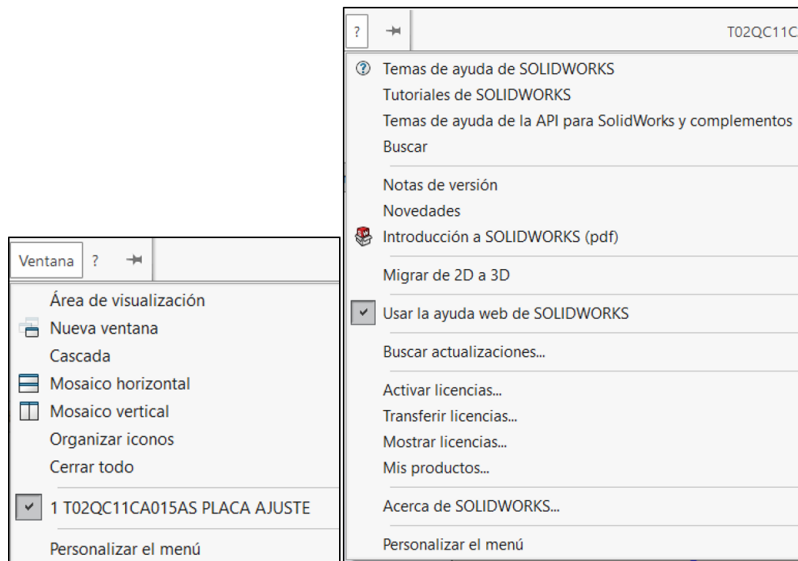 Ventana ?
Área de visualización
Nueva ventana
Cascada
Mosaico horizontal
Mosaico vertical
Organizar iconos
Cerrar todo
1 T02QC11CA015AS PLACA AJUSTE
Personalizar el menú
? T02QC11C
Temas de ayuda de SOLIDWORKS
Tutoriales de SOLIDWORKS
Temas de ayuda de la API para SolidWorks y complementos
Buscar
Notas de versión
Novedades
Introducción a SOLIDWORKS (pdf)
Migrar de 2D a 3D
Usar la ayuda web de SOLIDWORKS
Buscar actualizaciones...
Activar licencias...
Transferir licencias...
Mostrar licencias...
Mis productos...
Acerca de SOLIDWORKS...
Personalizar el menú